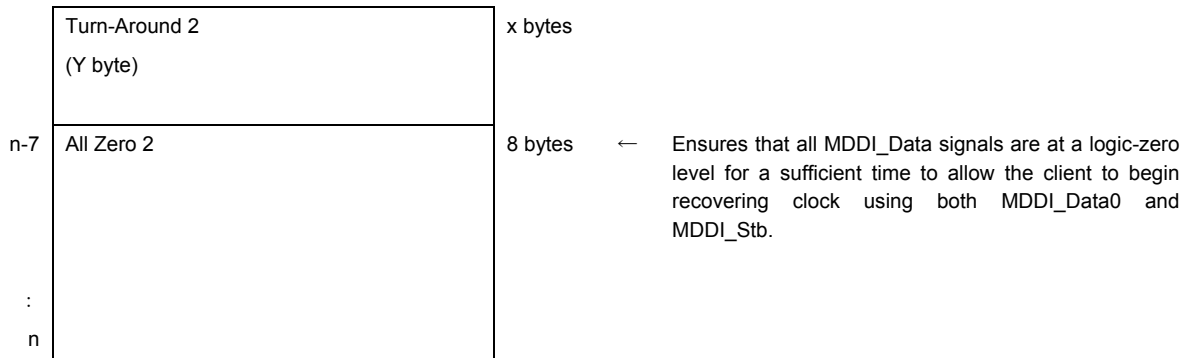 Turn-Around 2 x bytes
(Y byte)
n-7 All Zero 2 8 bytes ← Ensures that all MDDI_Data signals are at a logic-zero
level for a sufficient time to allow the client to begin
recovering clock using both MDDI_Data0 and
MDDI_Stb.
:
n